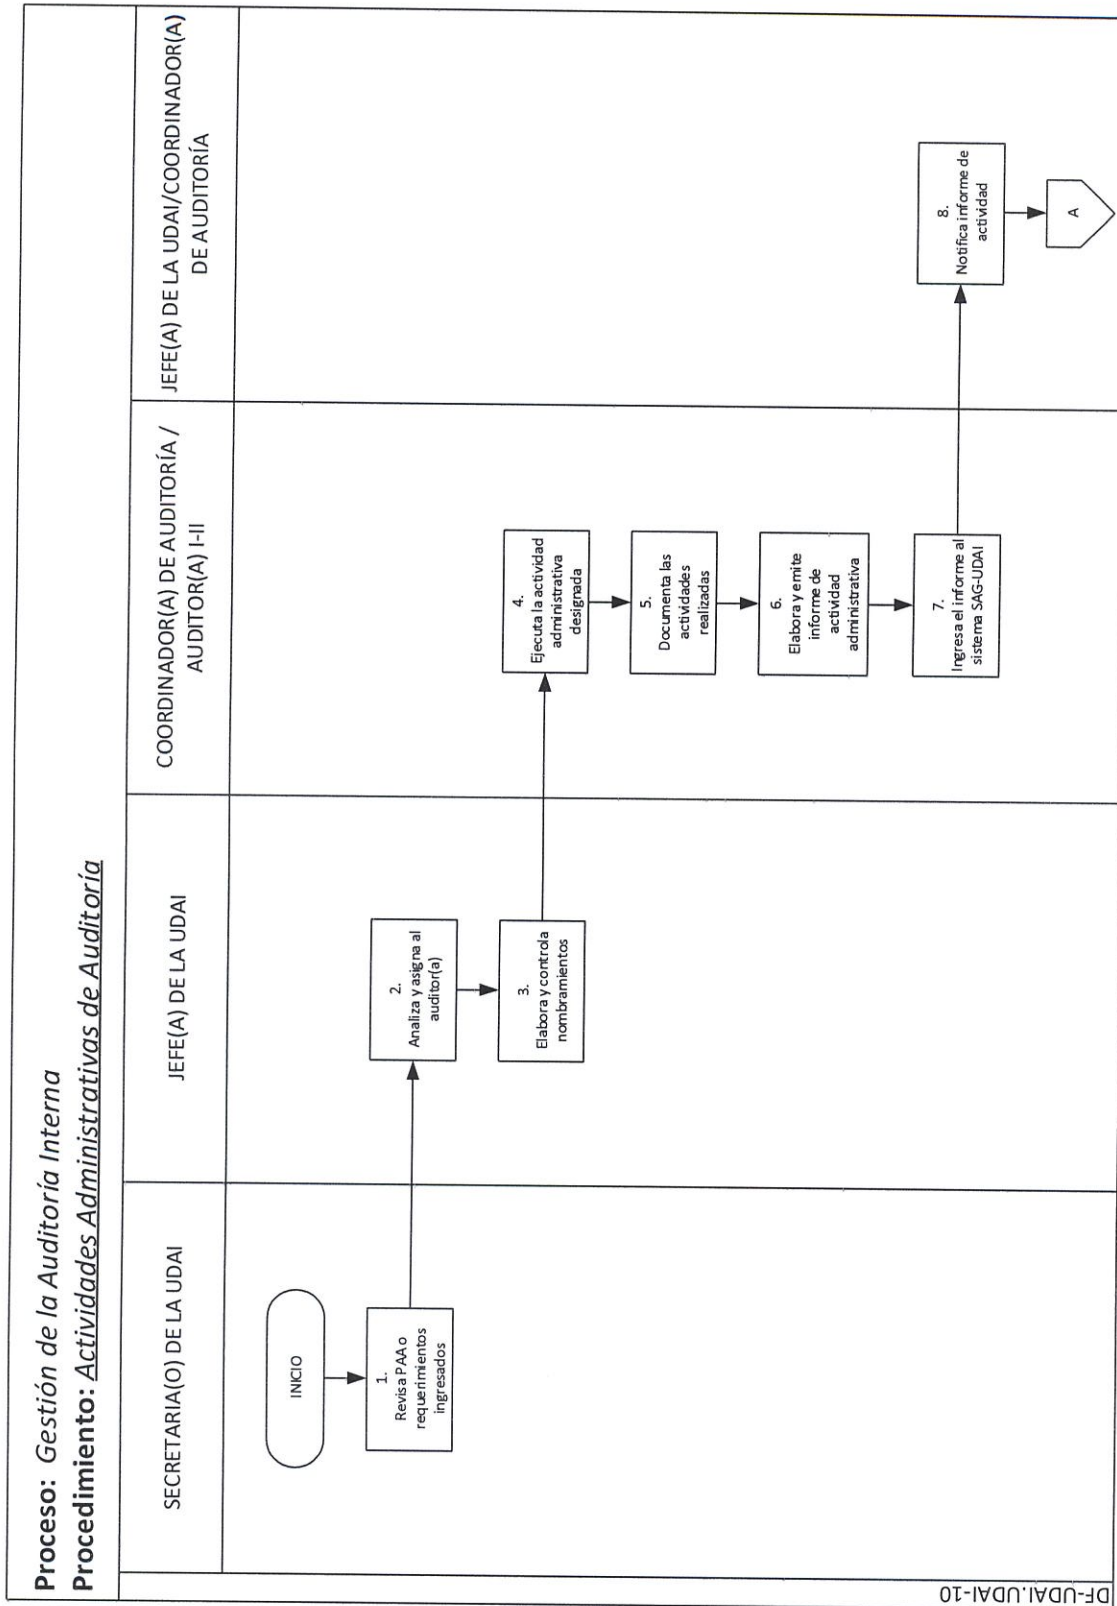 Proceso: Gestión de la Auditoría Interna
Procedimiento: Actividades Administrativas de Auditoría
SECRETARIA(O) DE LA UDAI
JEFE(A) DE LA UDAI
COORDINADOR(A) DE AUDITORÍA /
AUDITOR(A) I-II
JEFE(A) DE LA UDAI/COORDINADOR(A)
DE AUDITORÍA
INICIO
1.
Revisa PAA o
requerimientos
ingresados
2.
Analiza y asigna al
auditor(a)
3.
Elabora y controla
nombramientos
4.
Ejecuta la actividad
administrativa
designada
5.
Documenta las
actividades
realizadas
6.
Elabora y emite
informe de
actividad
administrativa
7.
Ingresa el informe al
sistema SAG-UDAI
8.
Notifica informe de
actividad
A
DF-UDAI.UDAI-10